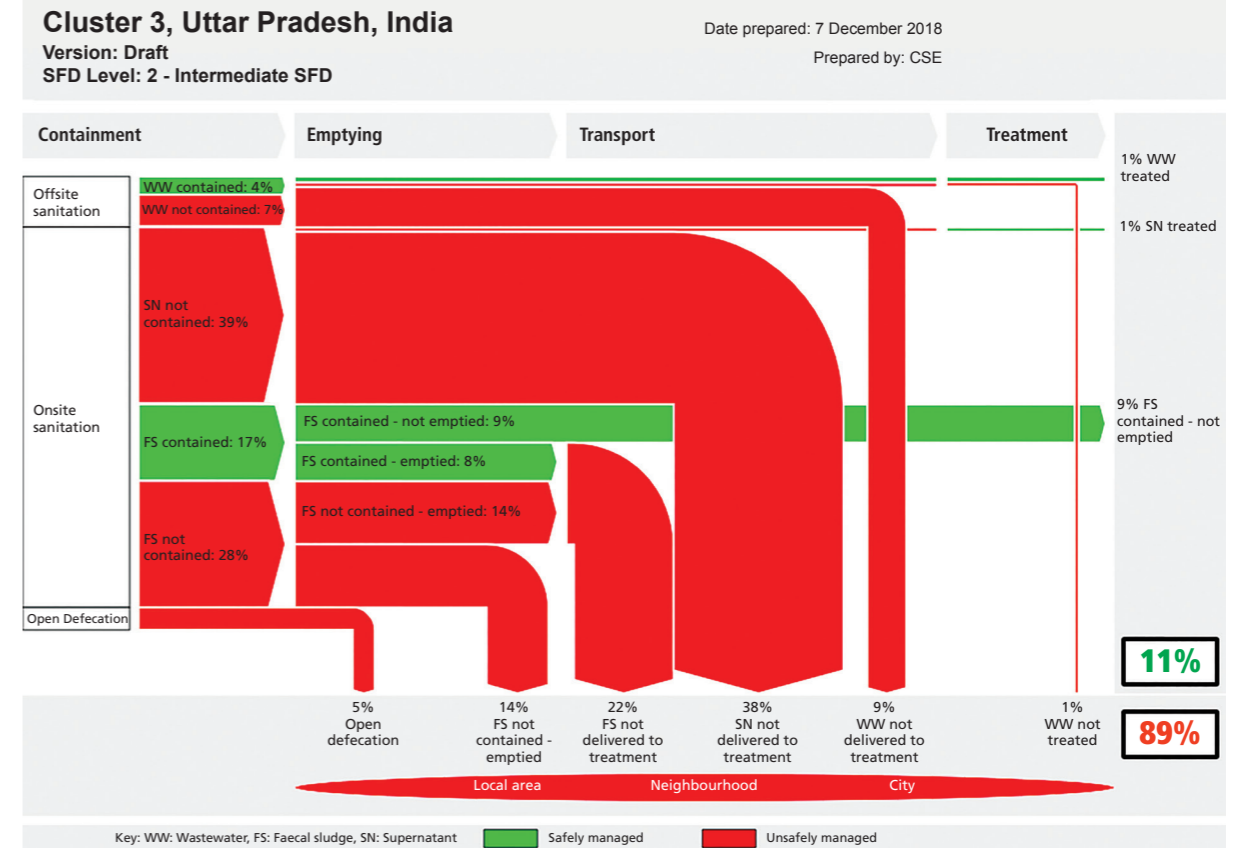 Cluster 3, Uttar Pradesh, India
Version: Draft
SFD Level: 2 - Intermediate SFD
Date prepared: 7 December 2018
Prepared by: CSE
Containment
Emptying
Transport
Treatment
Offsite
sanitation
WW contained: 4%
WW not contained: 7%
1% WW
treated
1% SN treated
Onsite
sanitation
SN not
contained: 39%
FS contained: 17%
FS contained - not emptied: 9%
FS contained - emptied: 8%
9% FS
contained - not
emptied
FS not
contained: 28%
FS not contained - emptied: 14%
Open Defecation
11%
89%
5%
Open
defecation
14%
FS not
contained -
emptied
22%
FS not
delivered to
treatment
38%
SN not
delivered to
treatment
9%
WW not
delivered to
treatment
1%
WW not
treated
Local area
Neighbourhood
City
Key: WW: Wastewater, FS: Faecal sludge, SN: Supernatant
Safely managed
Unsafely managed